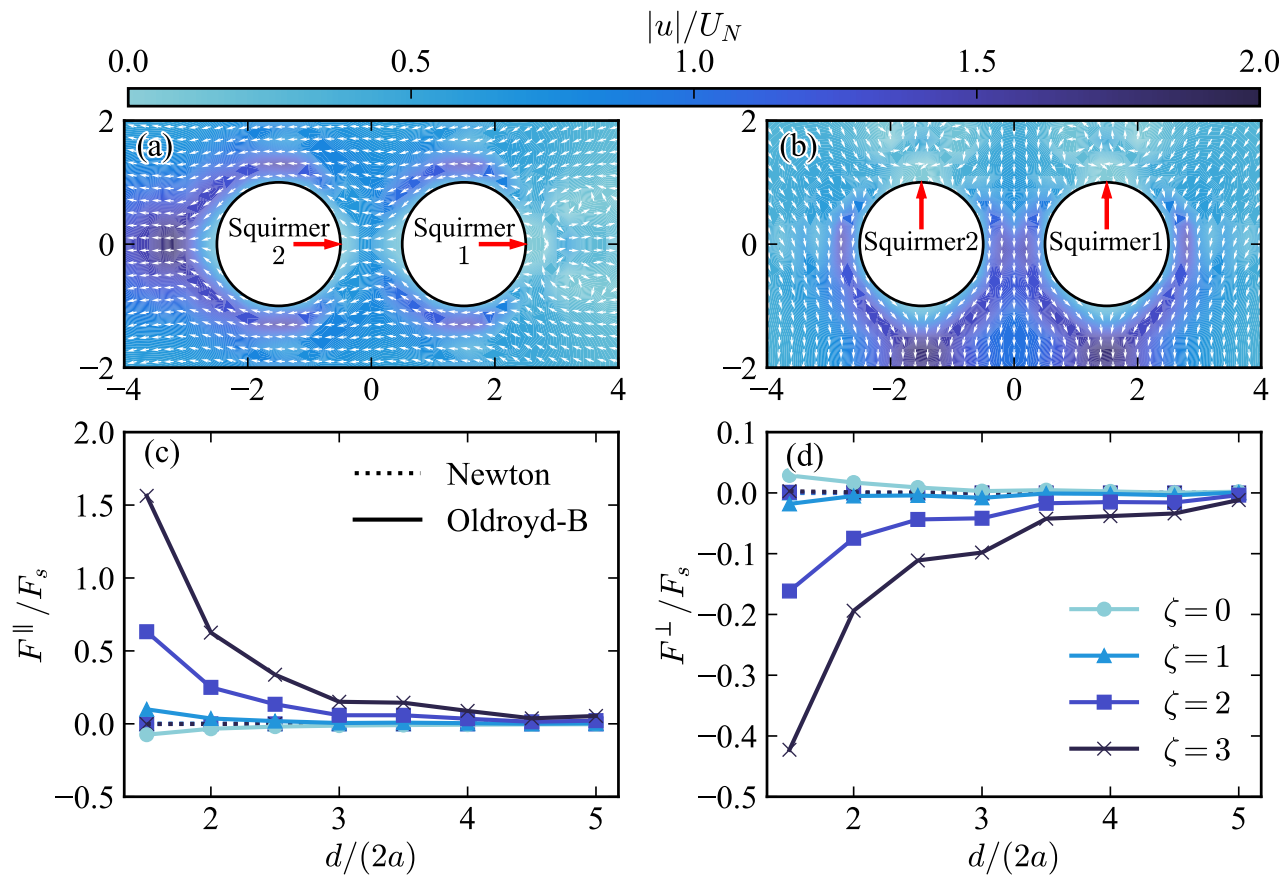 |u|/U_N
0.0 0.5 1.0 1.5 2.0
(a)
2
0
−2
−4 −2 0 2 4
Squirmer
2
Squirmer
1
(b)
2
0
−2
−4 −2 0 2 4
Squirmer2
Squirmer1
(c)
2.0
1.5
1.0
0.5
0.0
−0.5
F^∥/F_s
Newton
Oldroyd-B
2 3 4 5
d/(2a)
(d)
0.1
0.0
−0.1
−0.2
−0.3
−0.4
−0.5
F^⊥/F_s
ζ = 0
ζ = 1
ζ = 2
ζ = 3
2 3 4 5
d/(2a)